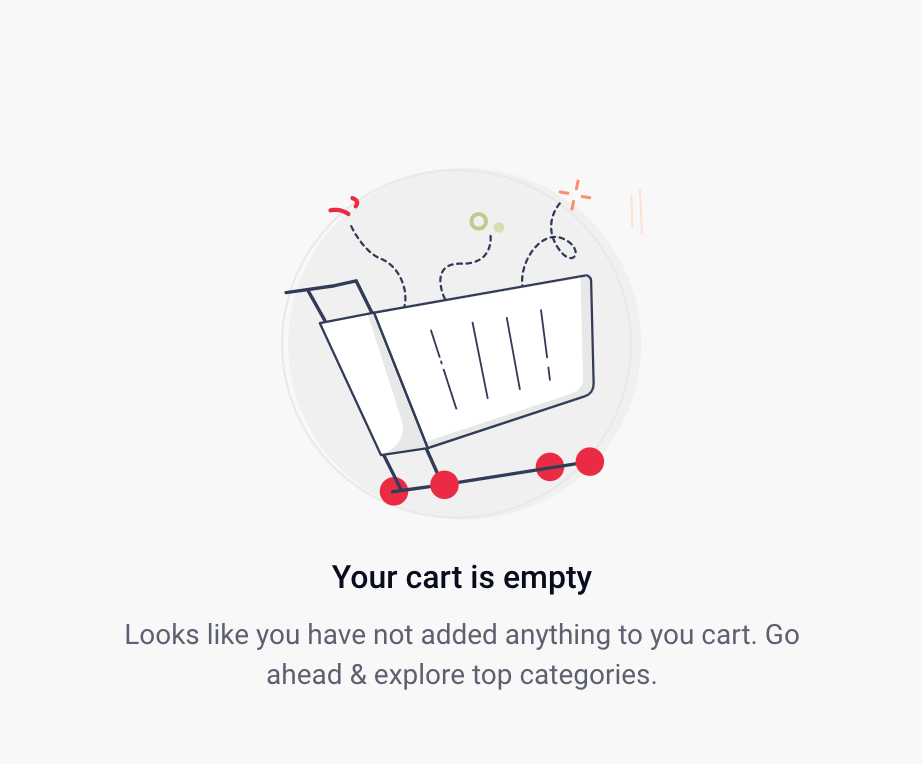 Your cart is empty
Looks like you have not added anything to you cart. Go
ahead & explore top categories.